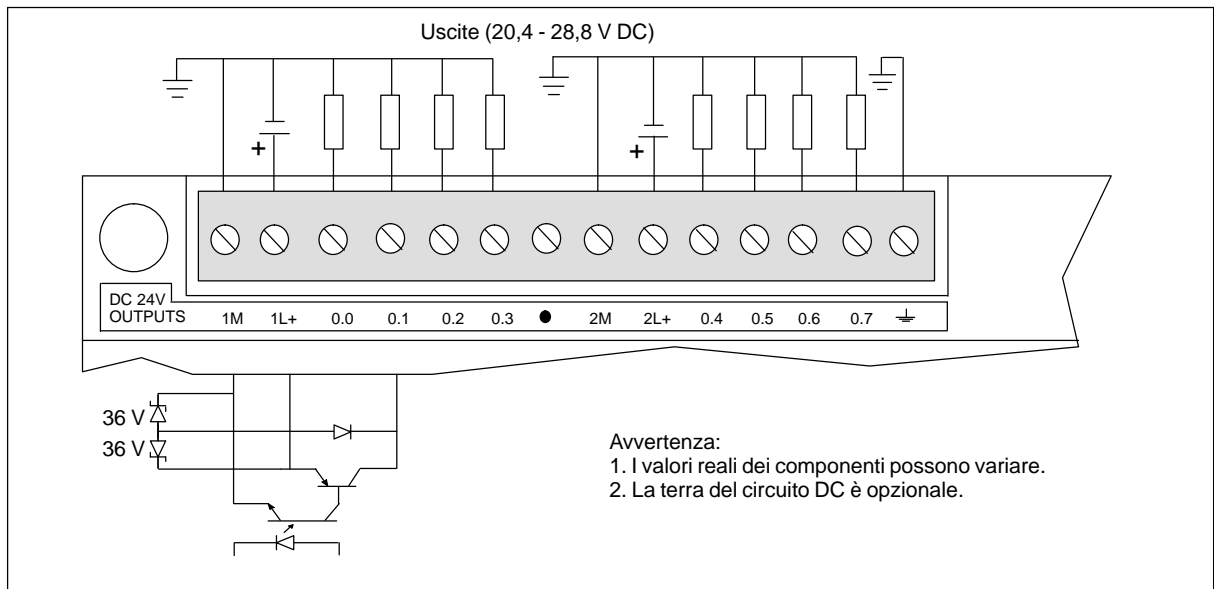 Uscite (20,4 - 28,8 V DC)
+
+
DC 24V
OUTPUTS 1M 1L+ 0.0 0.1 0.2 0.3 ● 2M 2L+ 0.4 0.5 0.6 0.7
36 V
36 V
Avvertenza:
1. I valori reali dei componenti possono variare.
2. La terra del circuito DC è opzionale.